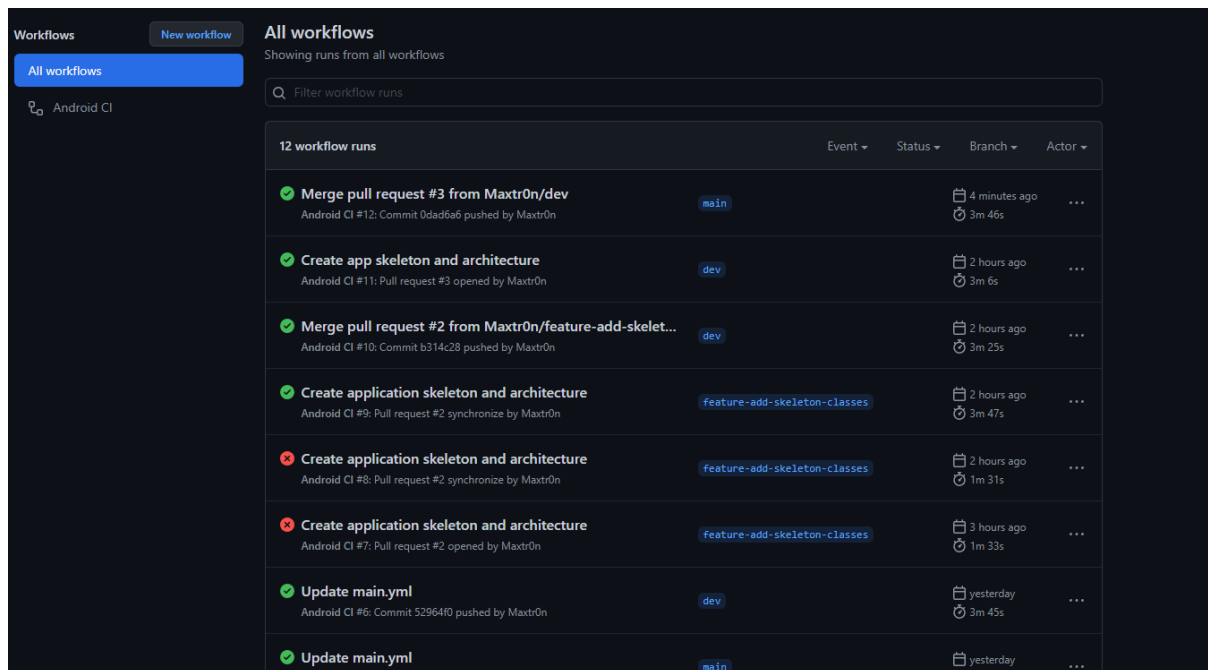 Workflows
New workflow
All workflows
Android CI
All workflows
Showing runs from all workflows
Filter workflow runs
12 workflow runs
Event
Status
Branch
Actor
Merge pull request #3 from Maxtr0n/dev
Android CI #12: Commit 0dad6a6 pushed by Maxtr0n
main
4 minutes ago
3m 46s
Create app skeleton and architecture
Android CI #11: Pull request #3 opened by Maxtr0n
dev
2 hours ago
3m 6s
Merge pull request #2 from Maxtr0n/feature-add-skelet...
Android CI #10: Commit b314c28 pushed by Maxtr0n
dev
2 hours ago
3m 25s
Create application skeleton and architecture
Android CI #9: Pull request #2 synchronize by Maxtr0n
feature-add-skeleton-classes
2 hours ago
3m 47s
Create application skeleton and architecture
Android CI #8: Pull request #2 synchronize by Maxtr0n
feature-add-skeleton-classes
2 hours ago
1m 31s
Create application skeleton and architecture
Android CI #7: Pull request #2 opened by Maxtr0n
feature-add-skeleton-classes
3 hours ago
1m 33s
Update main.yml
Android CI #6: Commit 52964f0 pushed by Maxtr0n
dev
yesterday
3m 45s
Update main.yml
main
yesterday